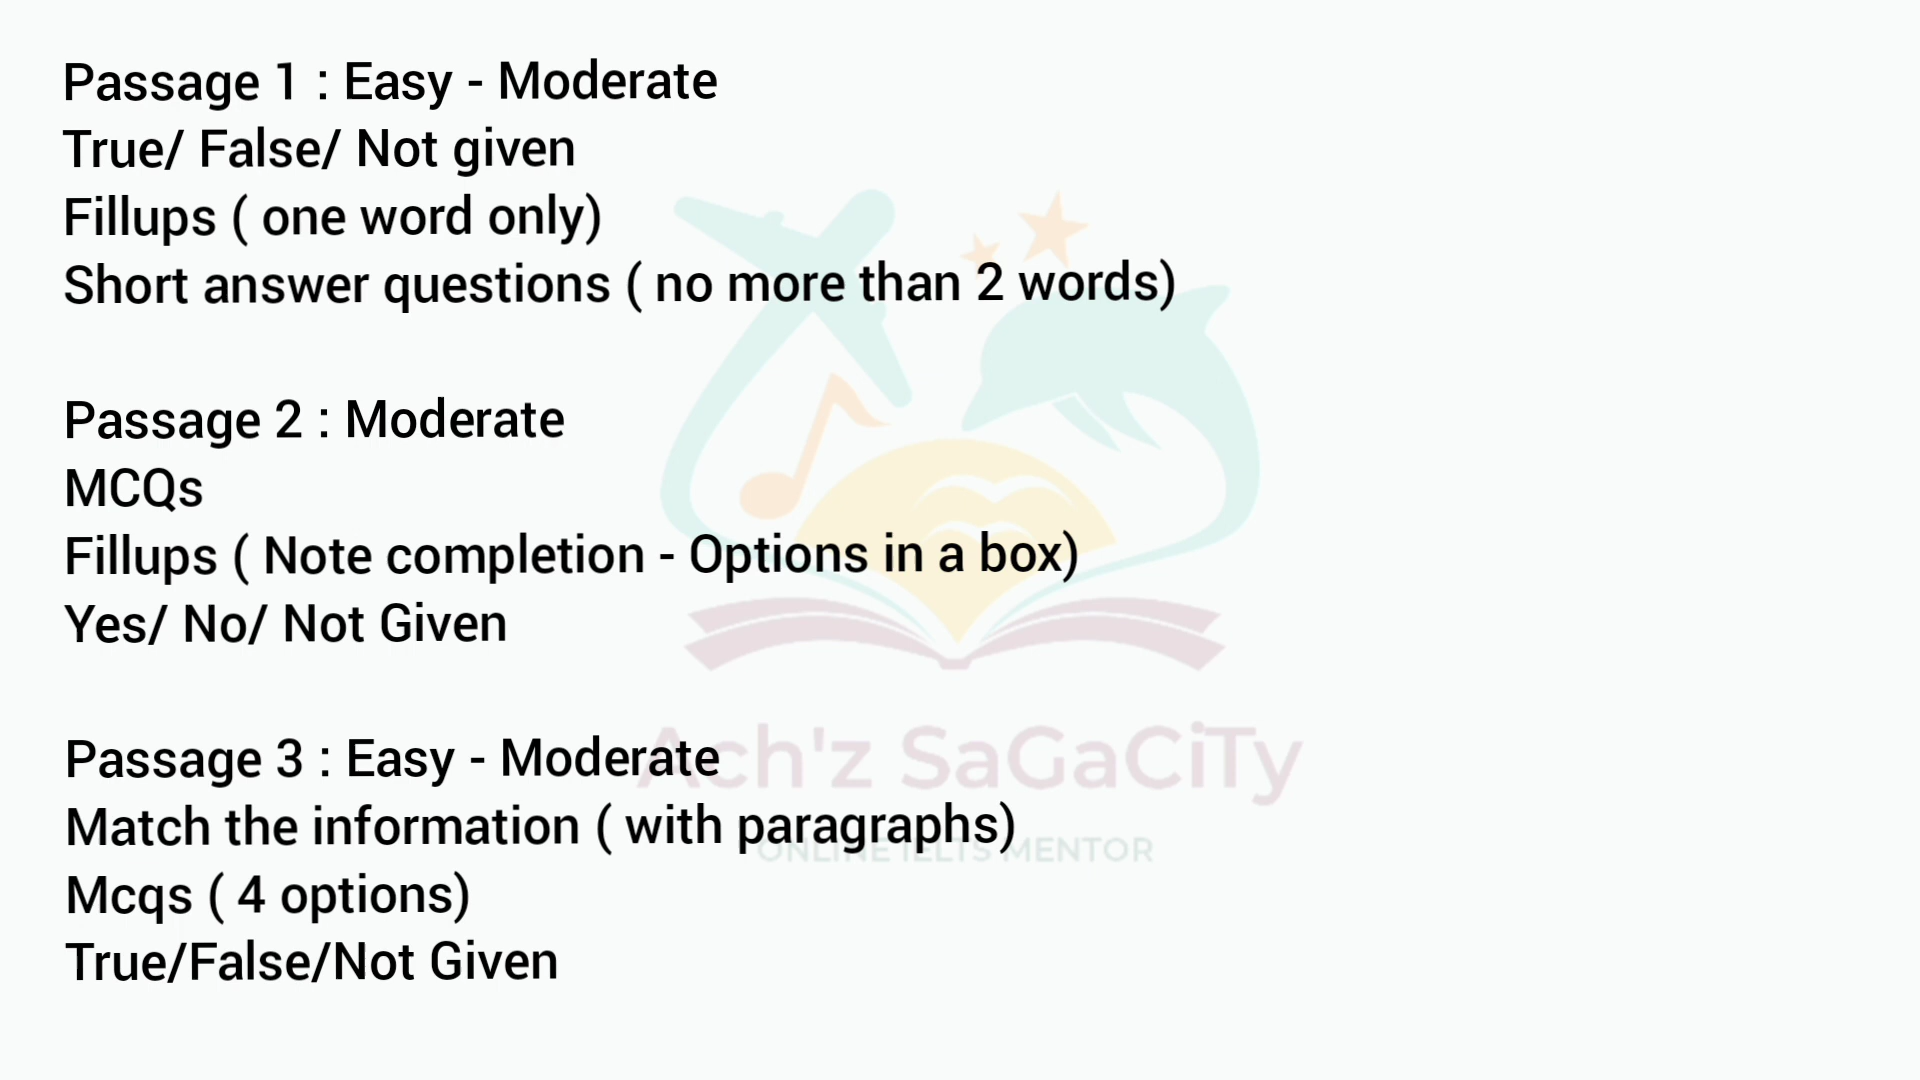 Passage 1 : Easy - Moderate
True/ False/ Not given
Fillups ( one word only)
Short answer questions ( no more than 2 words)
Passage 2 : Moderate
MCQs
Fillups ( Note completion - Options in a box)
Yes/ No/ Not Given
Passage 3 : Easy - Moderate
Ach'z SaGaCiTy
Match the information ( with paragraphs)
ONLINE IELTS MENTOR
Mcqs ( 4 options)
True/False/Not Given